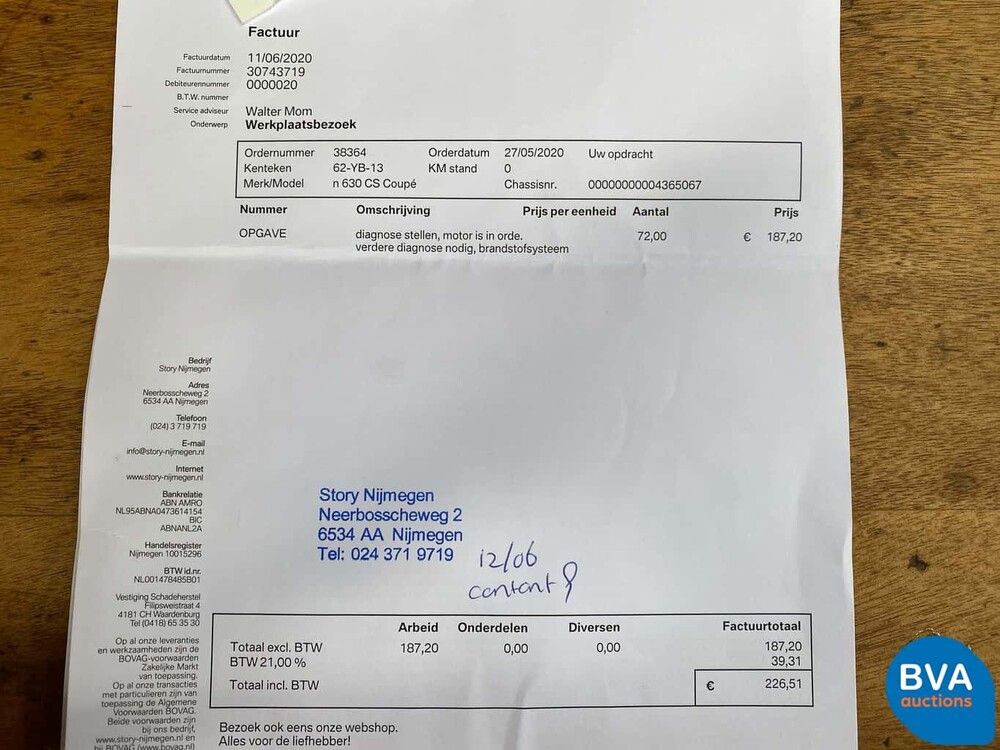 Factuur
Factuurdatum 11/06/2020
Factuurnummer 30743719
Debiteurennummer 0000020
B.T.W. nummer
Service adviseur Walter Mom
Onderwerp Werkplaatsbezoek
Ordernummer 38364 Orderdatum 27/05/2020 Uw opdracht
Kenteken 62-YB-13 KM stand 0
Merk/Model n 630 CS Coupé Chassisnr. 00000000004365067
Nummer Omschrijving Prijs per eenheid Aantal Prijs
OPGAVE diagnose stellen, motor is in orde. 72,00 € 187,20
verdere diagnose nodig, brandstofsysteem
Bedrijf
Story Nijmegen
Adres
Neerbosscheweg 2
6534 AA Nijmegen
Telefoon
(024) 3 719 719
E-mail
info@story-nijmegen.nl
Internet
www.story-nijmegen.nl
Bankrelatie
ABN AMRO
NL95ABNA0473614154
BIC
ABNANL2A
Handelsregister
Nijmegen 10015296
BTW id.nr.
NL001478485B01
Vestiging Schadeherstel
Filipsweistraat 4
4181 CH Waardenburg
Tel (0418) 65 35 30
Op al onze leveranties
en werkzaamheden zijn de
BOVAG-voorwaarden
Zakelijke Markt
van toepassing.
Op al onze transacties
met particulieren zijn van
toepassing de Algemene
Voorwaarden BOVAG.
Beide voorwaarden zijn
bij ons bedrijf,
www.story-nijmegen.nl en
bij BOVAG (www.bovag.nl)
Story Nijmegen
Neerbosscheweg 2
6534 AA Nijmegen
Tel: 024 371 9719
12/06
contant
Arbeid Onderdelen Diversen Factuurtotaal
Totaal excl. BTW 187,20 0,00 0,00 187,20
BTW 21,00 % 39,31
Totaal incl. BTW € 226,51
Bezoek ook eens onze webshop.
Alles voor de liefhebber!
BVA
auctions